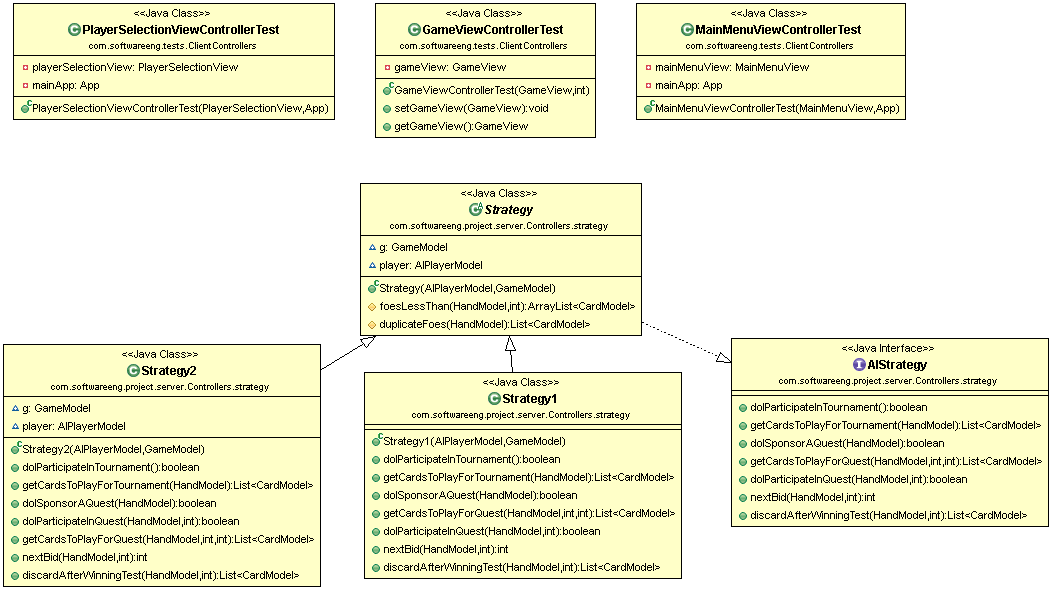 <<Java Class>>
PlayerSelectionViewControllerTest
com.softwareeng.tests.ClientControllers
playerSelectionView: PlayerSelectionView
mainApp: App
PlayerSelectionViewControllerTest(PlayerSelectionView,App)
<<Java Class>>
GameViewControllerTest
com.softwareeng.tests.ClientControllers
gameView: GameView
GameViewControllerTest(GameView,int)
setGameView(GameView):void
getGameView():GameView
<<Java Class>>
MainMenuViewControllerTest
com.softwareeng.tests.ClientControllers
mainMenuView: MainMenuView
mainApp: App
MainMenuViewControllerTest(MainMenuView,App)
<<Java Class>>
Strategy
com.softwareeng.project.server.Controllers.strategy
g: GameModel
player: AIPlayerModel
Strategy(AIPlayerModel,GameModel)
foesLessThan(HandModel,int):ArrayList<CardModel>
duplicateFoes(HandModel):List<CardModel>
<<Java Class>>
Strategy2
com.softwareeng.project.server.Controllers.strategy
g: GameModel
player: AIPlayerModel
Strategy2(AIPlayerModel,GameModel)
doIParticipateInTournament():boolean
getCardsToPlayForTournament(HandModel):List<CardModel>
doISponsorAQuest(HandModel):boolean
doIParticipateInQuest(HandModel,int):boolean
getCardsToPlayForQuest(HandModel,int,int):List<CardModel>
nextBid(HandModel,int):int
discardAfterWinningTest(HandModel,int):List<CardModel>
<<Java Class>>
Strategy1
com.softwareeng.project.server.Controllers.strategy
Strategy1(AIPlayerModel,GameModel)
doIParticipateInTournament():boolean
getCardsToPlayForTournament(HandModel):List<CardModel>
doISponsorAQuest(HandModel):boolean
getCardsToPlayForQuest(HandModel,int,int):List<CardModel>
doIParticipateInQuest(HandModel,int):boolean
nextBid(HandModel,int):int
discardAfterWinningTest(HandModel,int):List<CardModel>
<<Java Interface>>
AIStrategy
com.softwareeng.project.server.Controllers.strategy
doIParticipateInTournament():boolean
getCardsToPlayForTournament(HandModel):List<CardModel>
doISponsorAQuest(HandModel):boolean
getCardsToPlayForQuest(HandModel,int,int):List<CardModel>
doIParticipateInQuest(HandModel,int):boolean
nextBid(HandModel,int):int
discardAfterWinningTest(HandModel,int):List<CardModel>